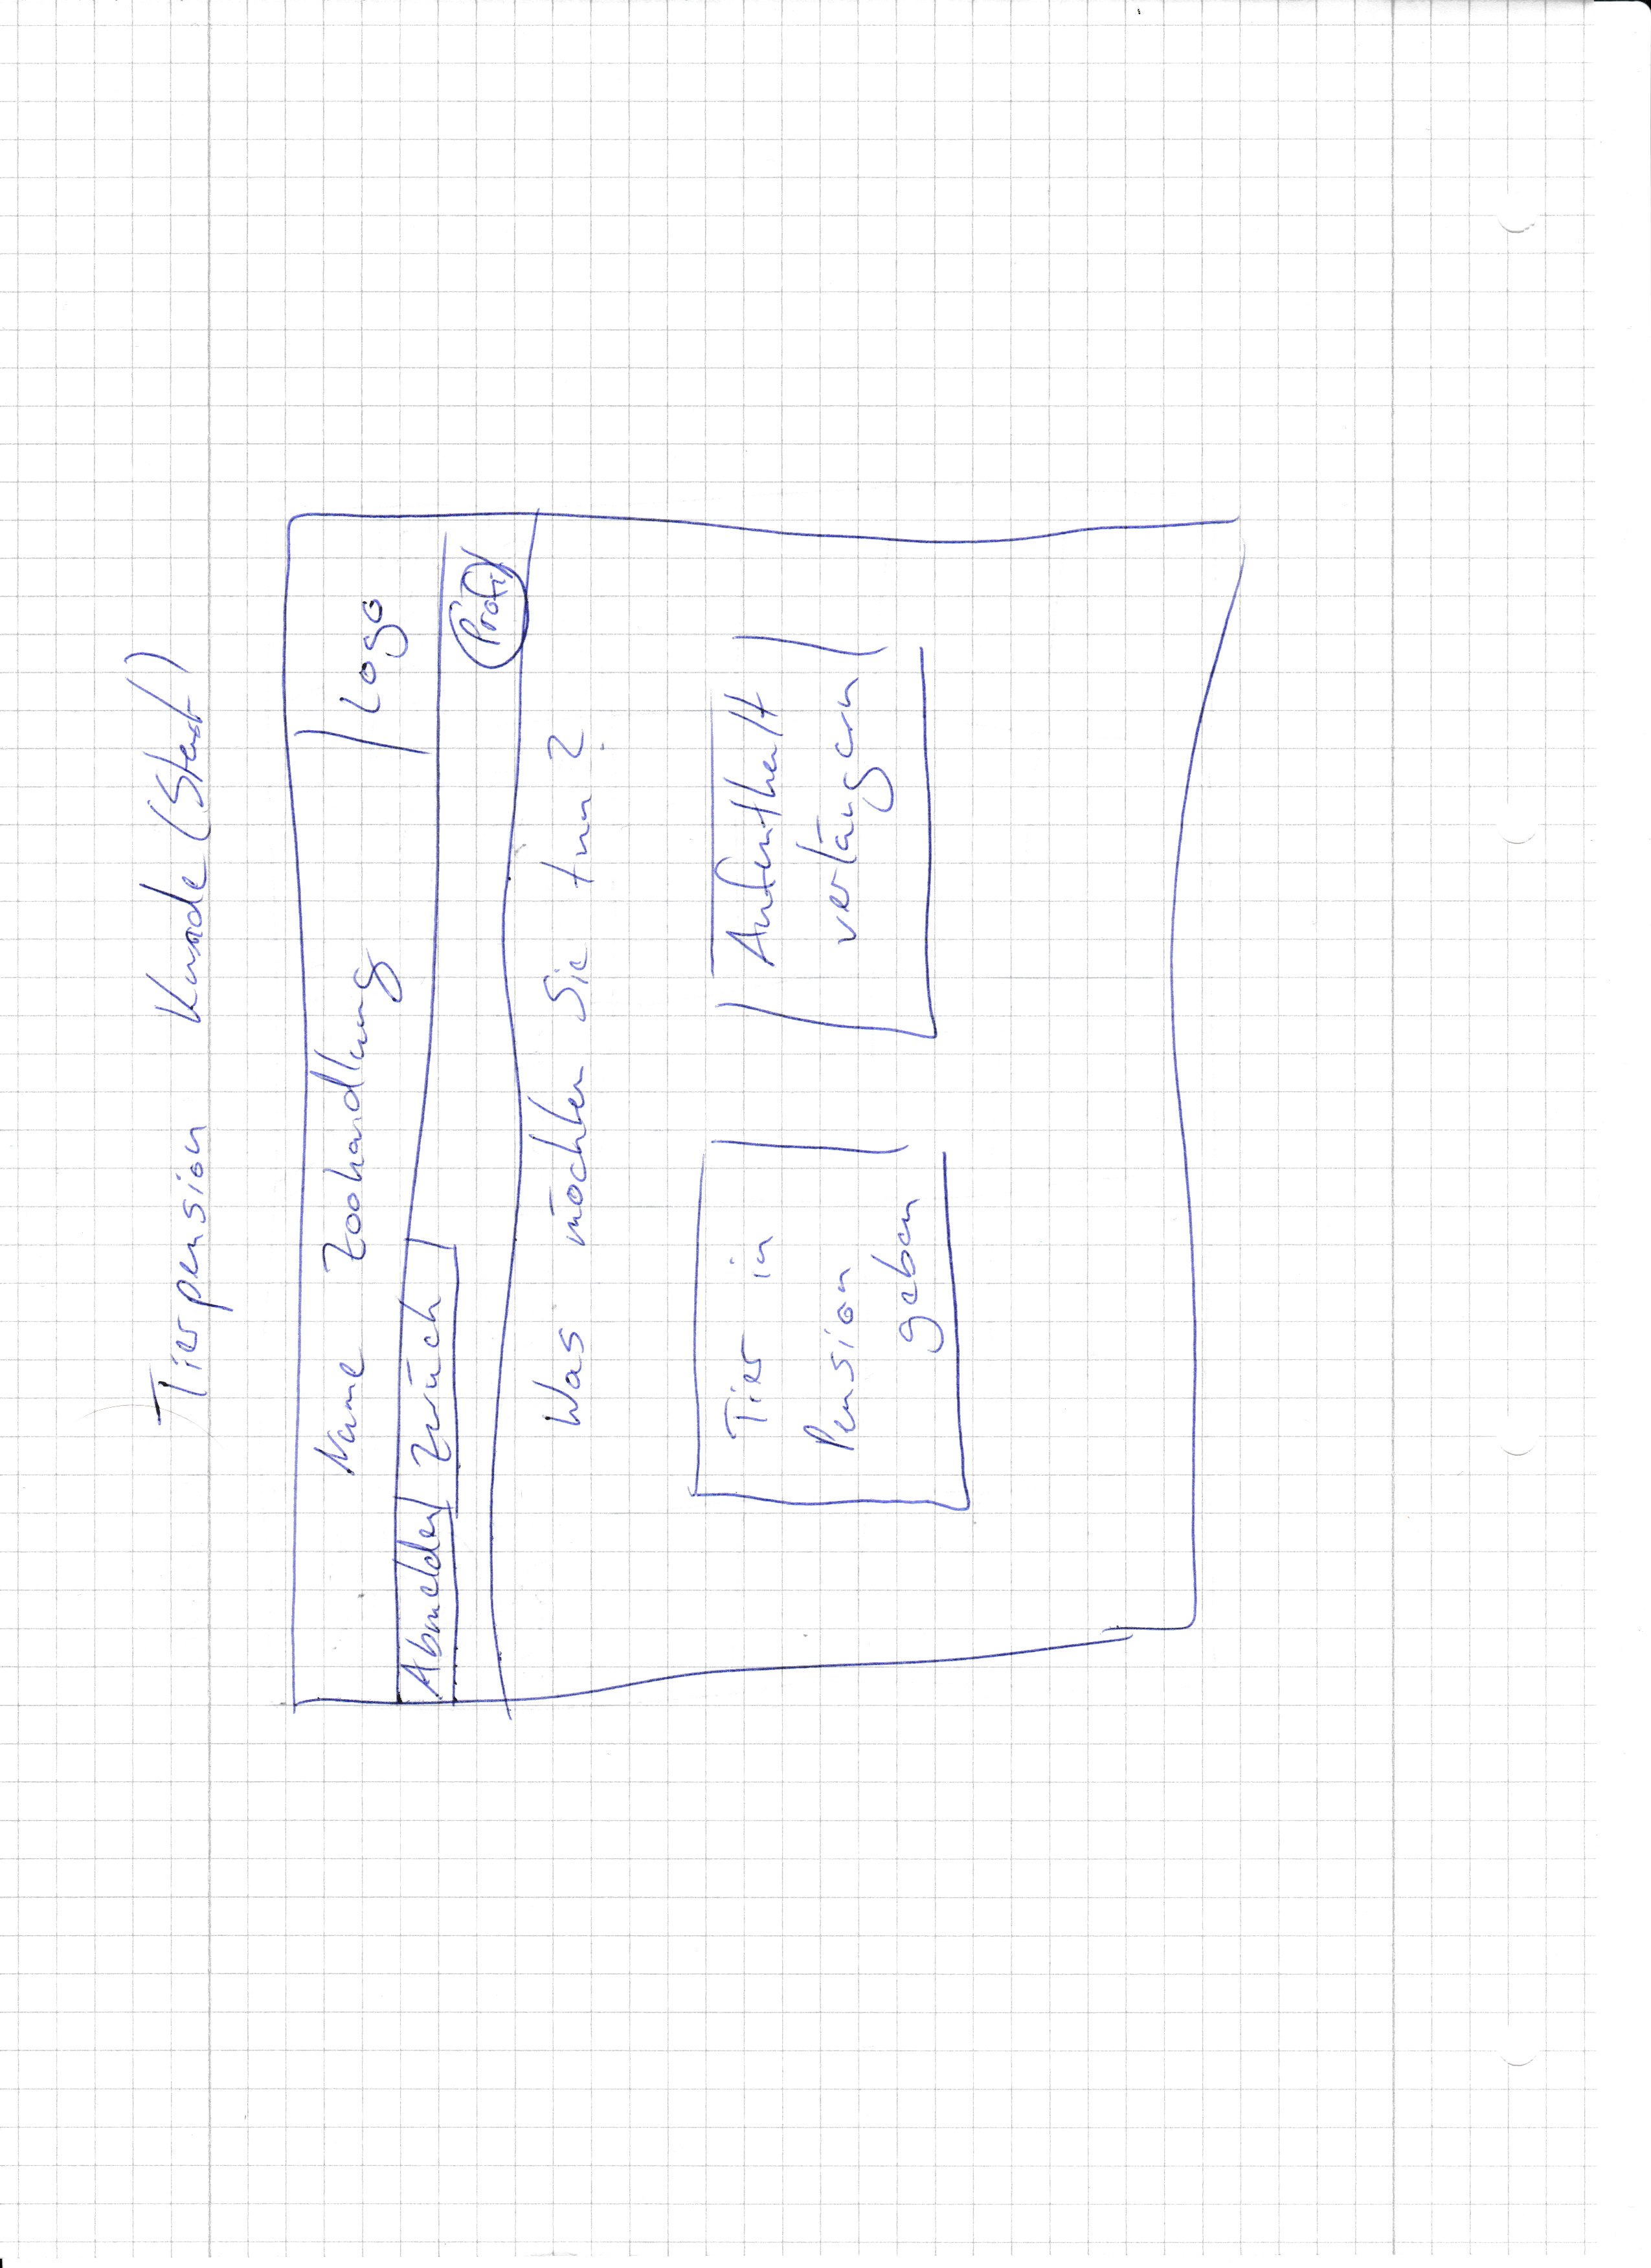 Tierpension Kunde (Start)
Name Zoohandlung Logo
Abmelden Zurück
Profil
Was möchten Sie tun?
Tier in
Pension
geben
Aufenthalt
verlängern